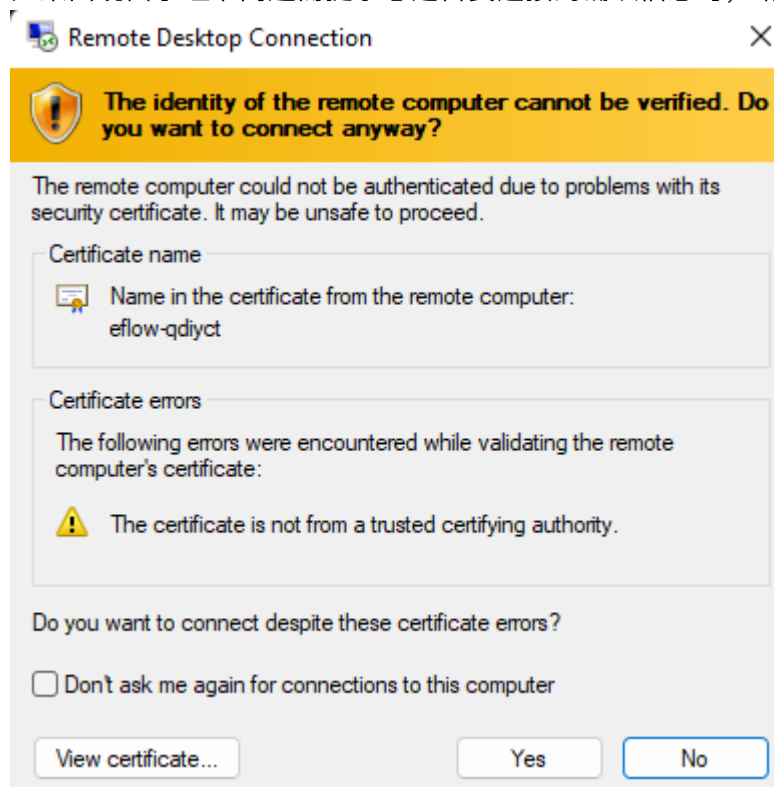 Remote Desktop Connection
The identity of the remote computer cannot be verified. Do
you want to connect anyway?
The remote computer could not be authenticated due to problems with its
security certificate. It may be unsafe to proceed.
Certificate name
Name in the certificate from the remote computer:
eflow-qdiyct
Certificate errors
The following errors were encountered while validating the remote
computer's certificate:
The certificate is not from a trusted certifying authority.
Do you want to connect despite these certificate errors?
Don't ask me again for connections to this computer
View certificate...
Yes
No